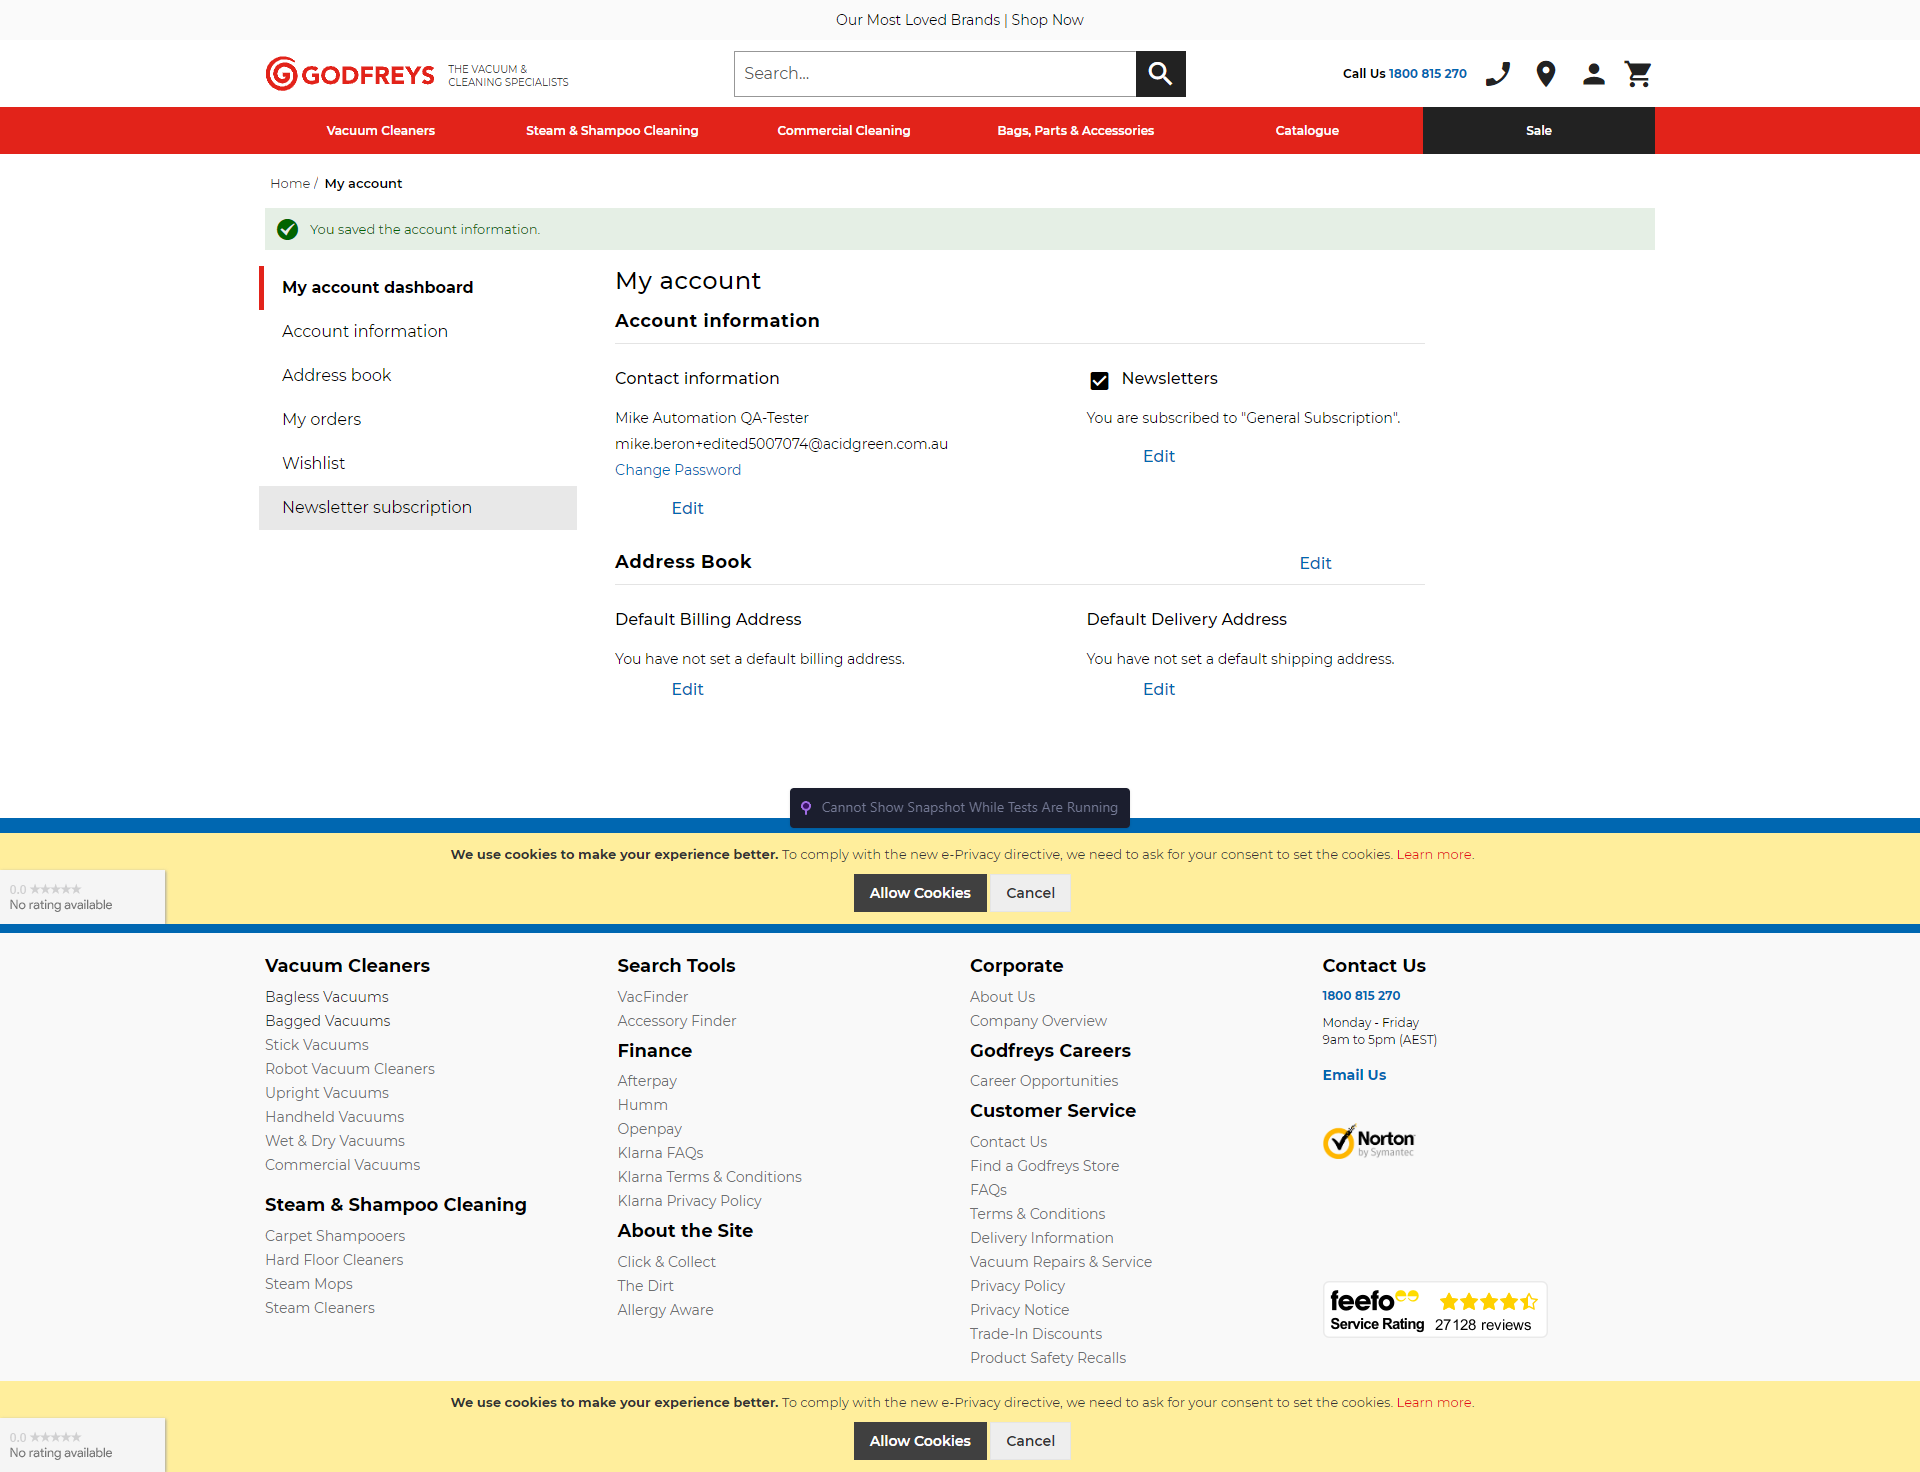 Our Most Loved Brands | Shop Now
GODFREYS
THE VACUUM &
CLEANING SPECIALISTS
Search...
Call Us 1800 815 270
Vacuum Cleaners
Steam & Shampoo Cleaning
Commercial Cleaning
Bags, Parts & Accessories
Catalogue
Sale
Home / My account
You saved the account information.
My account dashboard
Account information
Address book
My orders
Wishlist
Newsletter subscription
My account
Account information
Contact information
Mike Automation QA-Tester
mike.beron+edited5007074@acidgreen.com.au
Change Password
Edit
Newsletters
You are subscribed to "General Subscription".
Edit
Address Book
Edit
Default Billing Address
You have not set a default billing address.
Edit
Default Delivery Address
You have not set a default shipping address.
Edit
Cannot Show Snapshot While Tests Are Running
We use cookies to make your experience better. To comply with the new e-Privacy directive, we need to ask for your consent to set the cookies. Learn more.
Allow Cookies
Cancel
0.0 ★★★★★
No rating available
Vacuum Cleaners
Bagless Vacuums
Bagged Vacuums
Stick Vacuums
Robot Vacuum Cleaners
Upright Vacuums
Handheld Vacuums
Wet & Dry Vacuums
Commercial Vacuums
Steam & Shampoo Cleaning
Carpet Shampooers
Hard Floor Cleaners
Steam Mops
Steam Cleaners
Search Tools
VacFinder
Accessory Finder
Finance
Afterpay
Humm
Openpay
Klarna FAQs
Klarna Terms & Conditions
Klarna Privacy Policy
About the Site
Click & Collect
The Dirt
Allergy Aware
Corporate
About Us
Company Overview
Godfreys Careers
Career Opportunities
Customer Service
Contact Us
Find a Godfreys Store
FAQs
Terms & Conditions
Delivery Information
Vacuum Repairs & Service
Privacy Policy
Privacy Notice
Trade-In Discounts
Product Safety Recalls
Contact Us
1800 815 270
Monday - Friday
9am to 5pm (AEST)
Email Us
Norton
by Symantec
feefo
Service Rating 27128 reviews
We use cookies to make your experience better. To comply with the new e-Privacy directive, we need to ask for your consent to set the cookies. Learn more.
Allow Cookies
Cancel
0.0 ★★★★★
No rating available